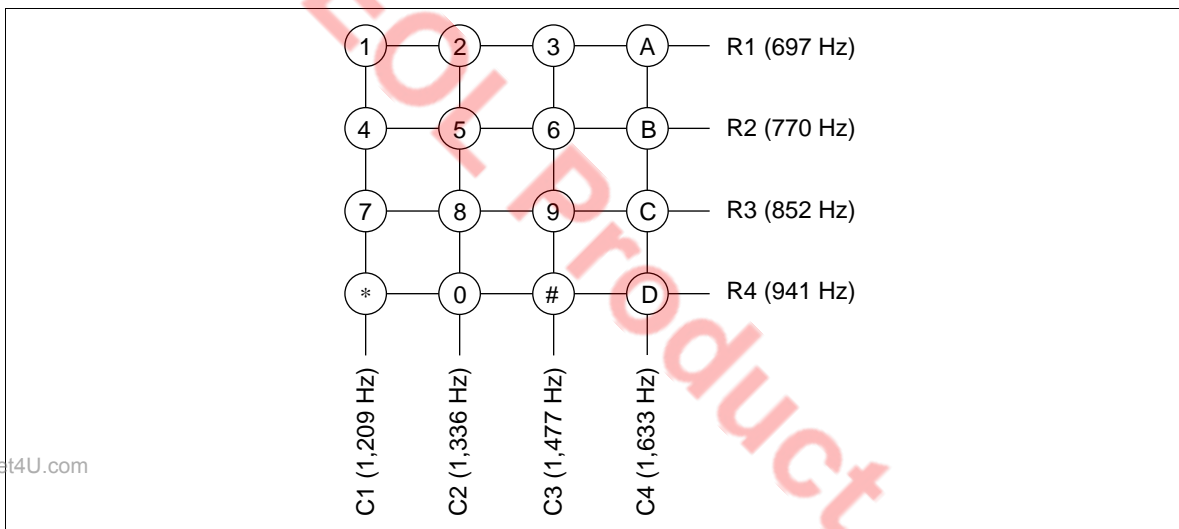 1 2 3 A R1 (697 Hz)
4 5 6 B R2 (770 Hz)
7 8 9 C R3 (852 Hz)
* 0 # D R4 (941 Hz)
C1 (1,209 Hz)
C2 (1,336 Hz)
C3 (1,477 Hz)
C4 (1,633 Hz)
EOL Product
et4U.com